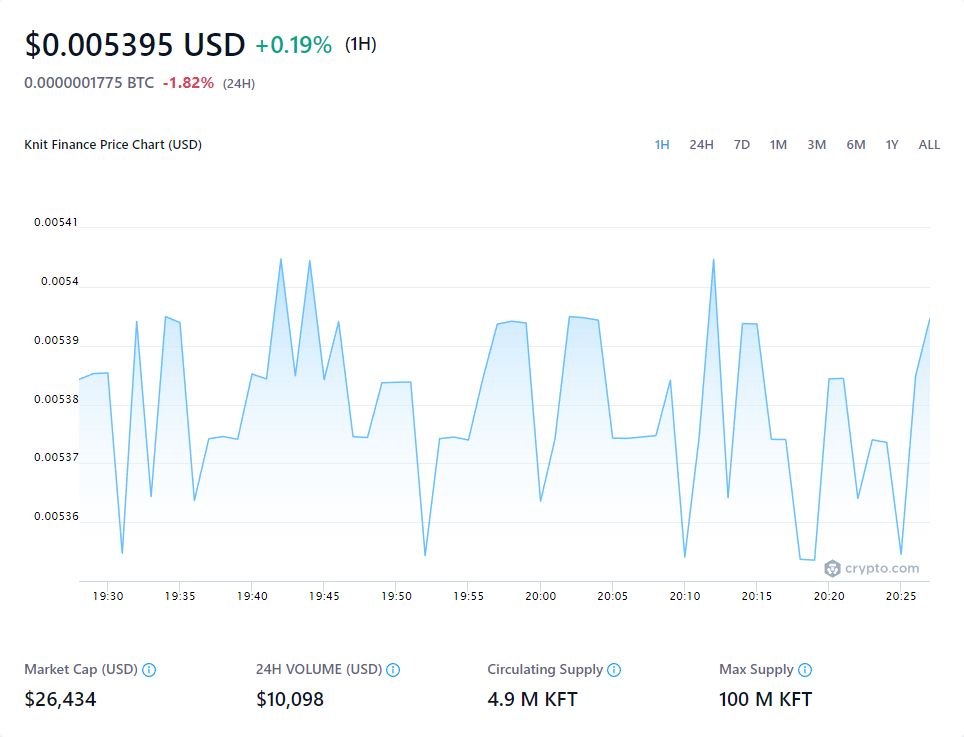 $0.005395 USD +0.19% (1H)
0.0000001775 BTC -1.82% (24H)
Knit Finance Price Chart (USD) 1H 24H 7D 1M 3M 6M 1Y ALL
0.00541
0.0054
0.00539
0.00538
0.00537
0.00536
crypto.com
19:30 19:35 19:40 19:45 19:50 19:55 20:00 20:05 20:10 20:15 20:20 20:25
Market Cap (USD) 24H VOLUME (USD) Circulating Supply Max Supply
$26,434 $10,098 4.9 M KFT 100 M KFT